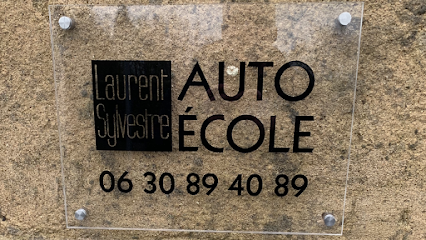 Laurent
Sylvestre
AUTO
ÉCOLE
06 30 89 40 89